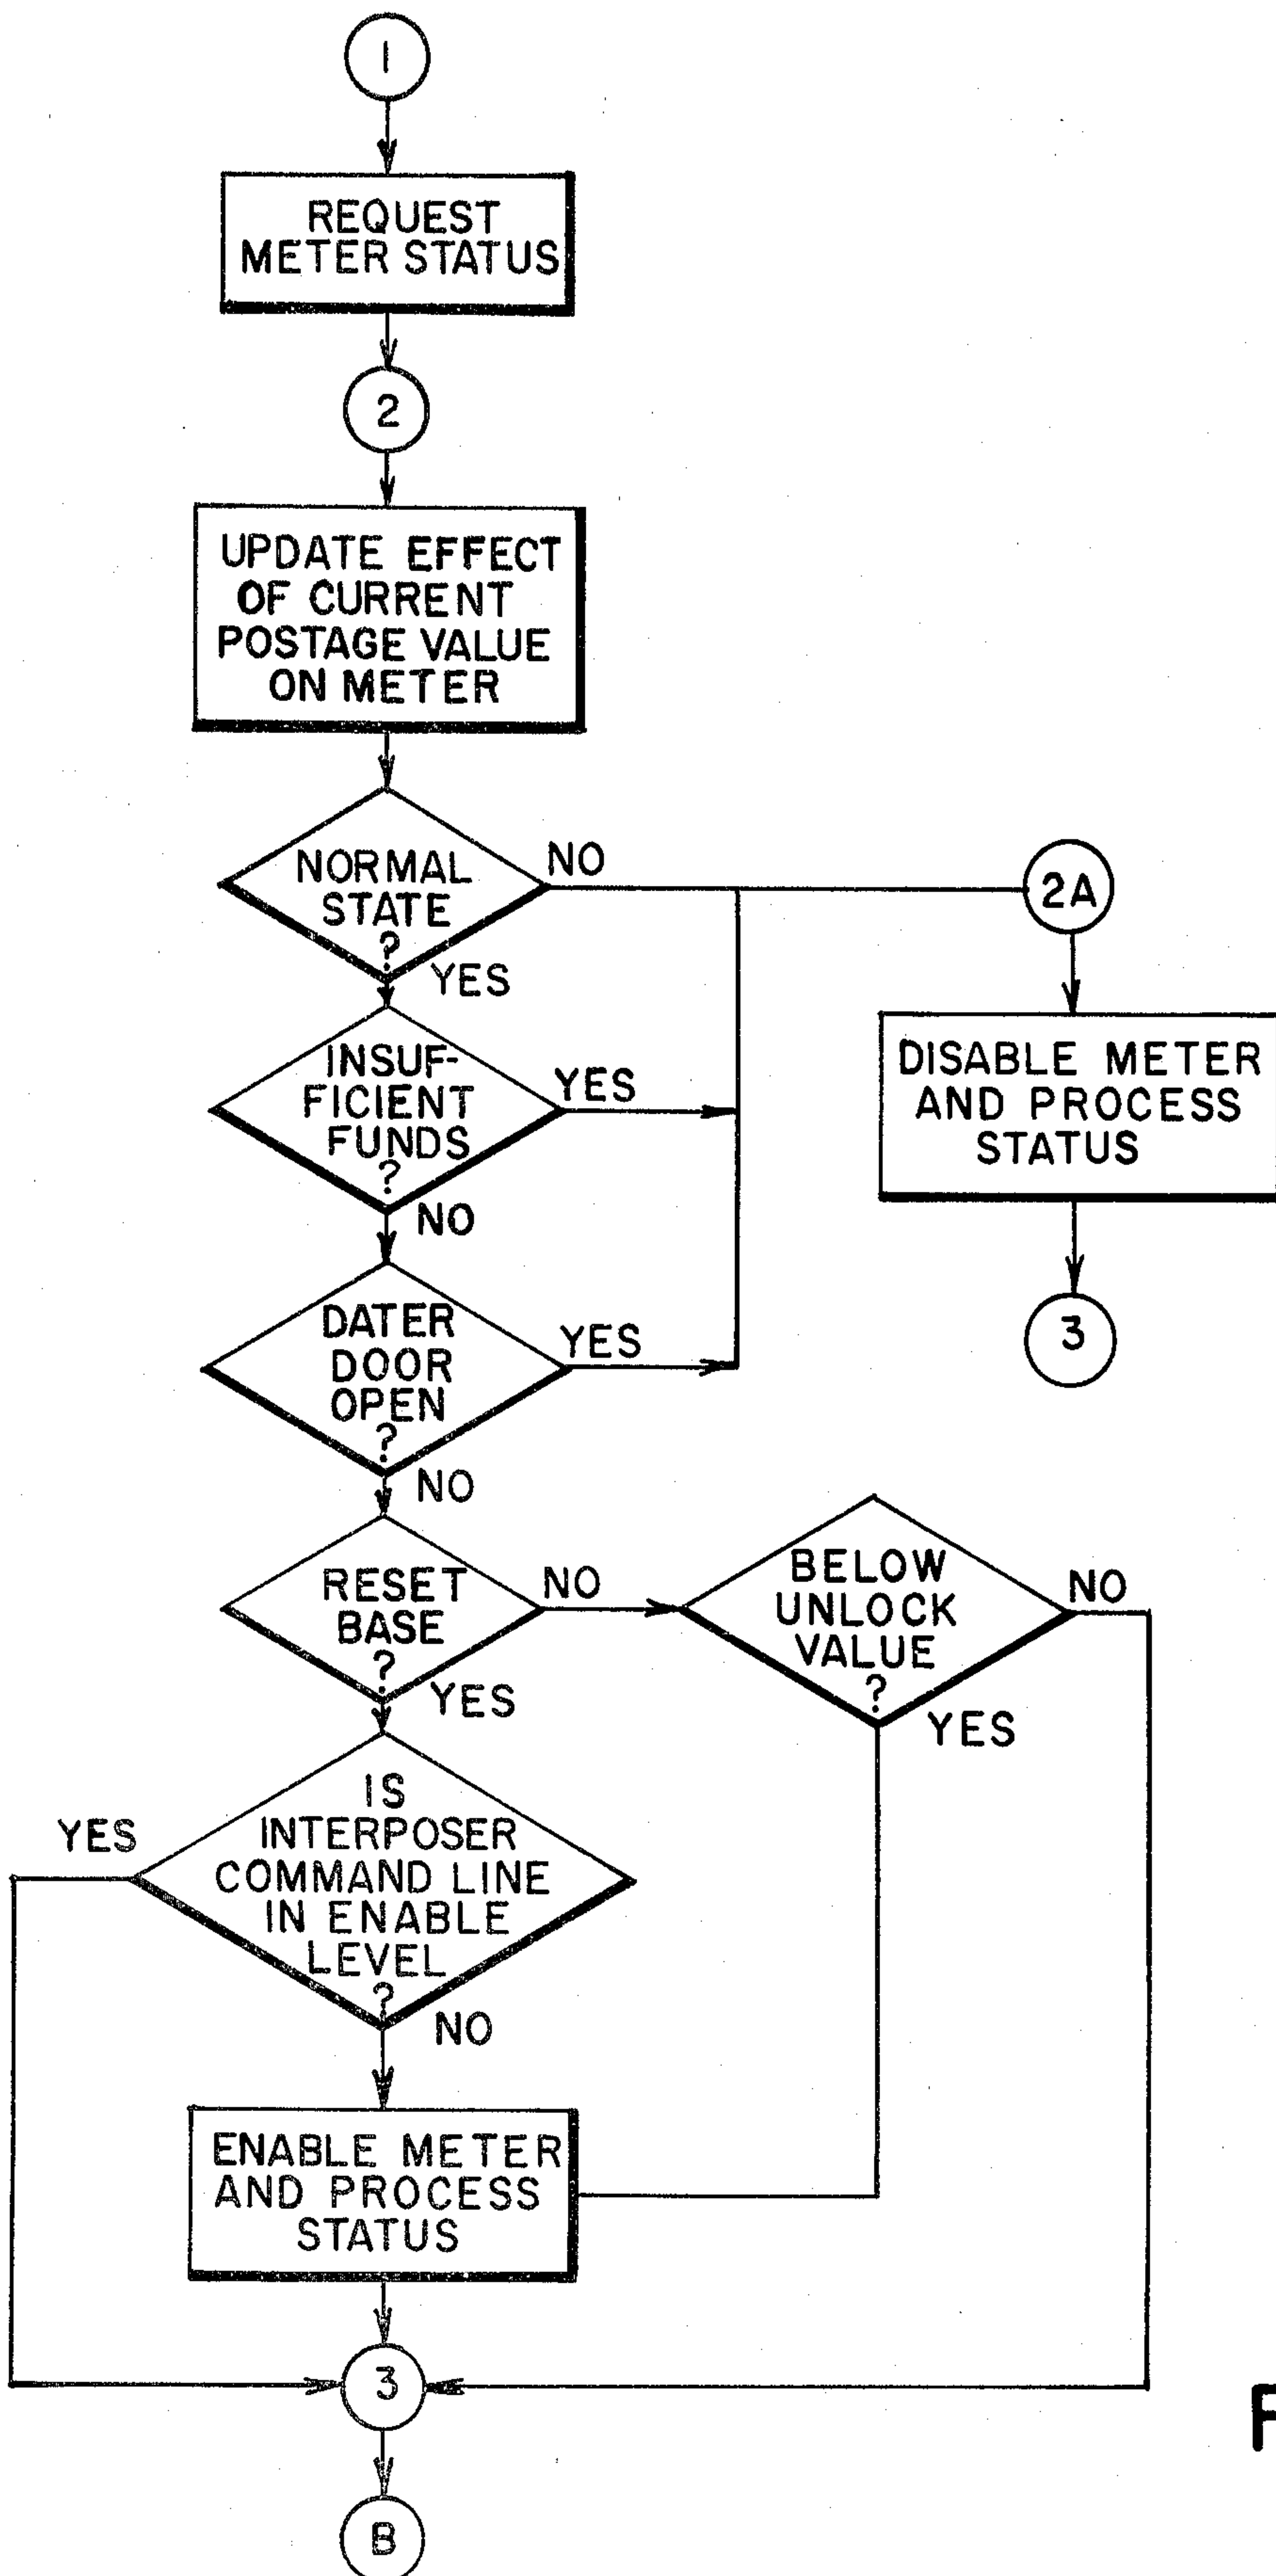 1
REQUEST
METER STATUS
2
UPDATE EFFECT
OF CURRENT
POSTAGE VALUE
ON METER
NORMAL
STATE
?
NO
YES
2A
DISABLE METER
AND PROCESS
STATUS
3
INSUF-
FICIENT
FUNDS
?
YES
NO
DATER
DOOR
OPEN
?
YES
NO
RESET
BASE
?
NO
YES
BELOW
UNLOCK
VALUE
?
NO
YES
IS
INTERPOSER
COMMAND LINE
IN ENABLE
LEVEL
?
YES
NO
ENABLE METER
AND PROCESS
STATUS
3
B